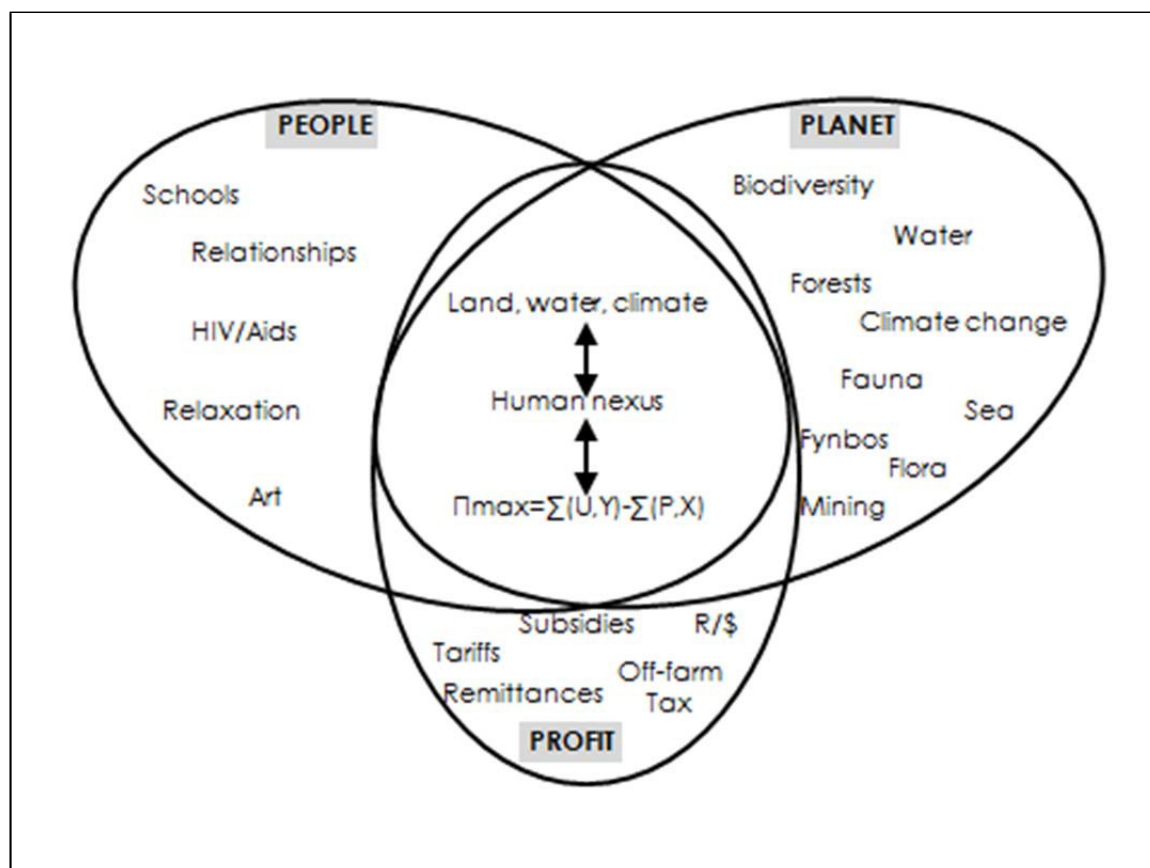 PEOPLE
PLANET
Schools
Relationships
HIV/Aids
Relaxation
Art
Biodiversity
Water
Forests
Climate change
Fauna
Sea
Fynbos
Flora
Mining
Land, water, climate
Human nexus
Πmax=∑(U,Y)-∑(P,X)
Subsidies
R/$
Tariffs
Off-farm
Remittances
Tax
PROFIT